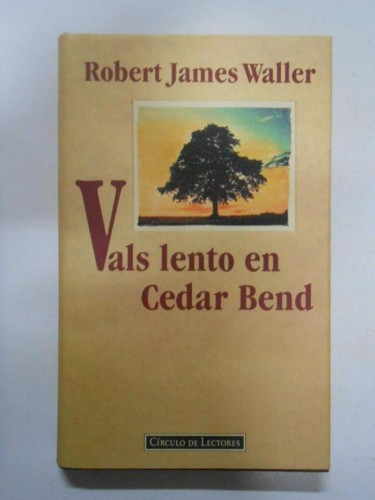 Robert James Waller
Vals lento en
Cedar Bend
CÍRCULO DE LECTORES